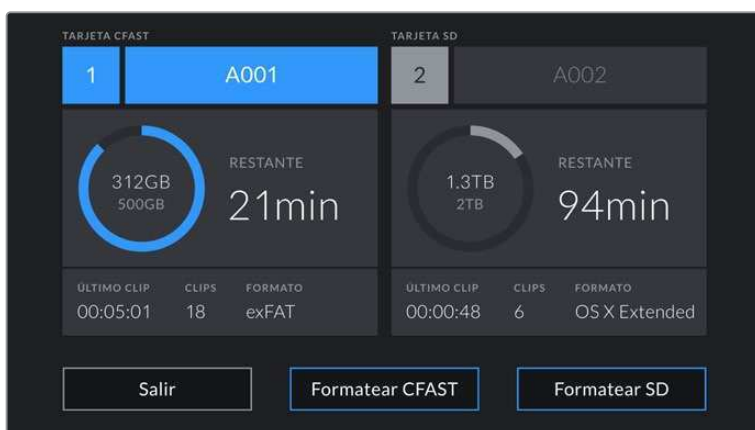 TARJETA CFAST
1 A001
312GB
500GB
RESTANTE
21min
ÚLTIMO CLIP CLIPS FORMATO
00:05:01 18 exFAT
TARJETA SD
2 A002
1.3TB
2TB
RESTANTE
94min
ÚLTIMO CLIP CLIPS FORMATO
00:00:48 6 OS X Extended
Salir Formatear CFAST Formatear SD